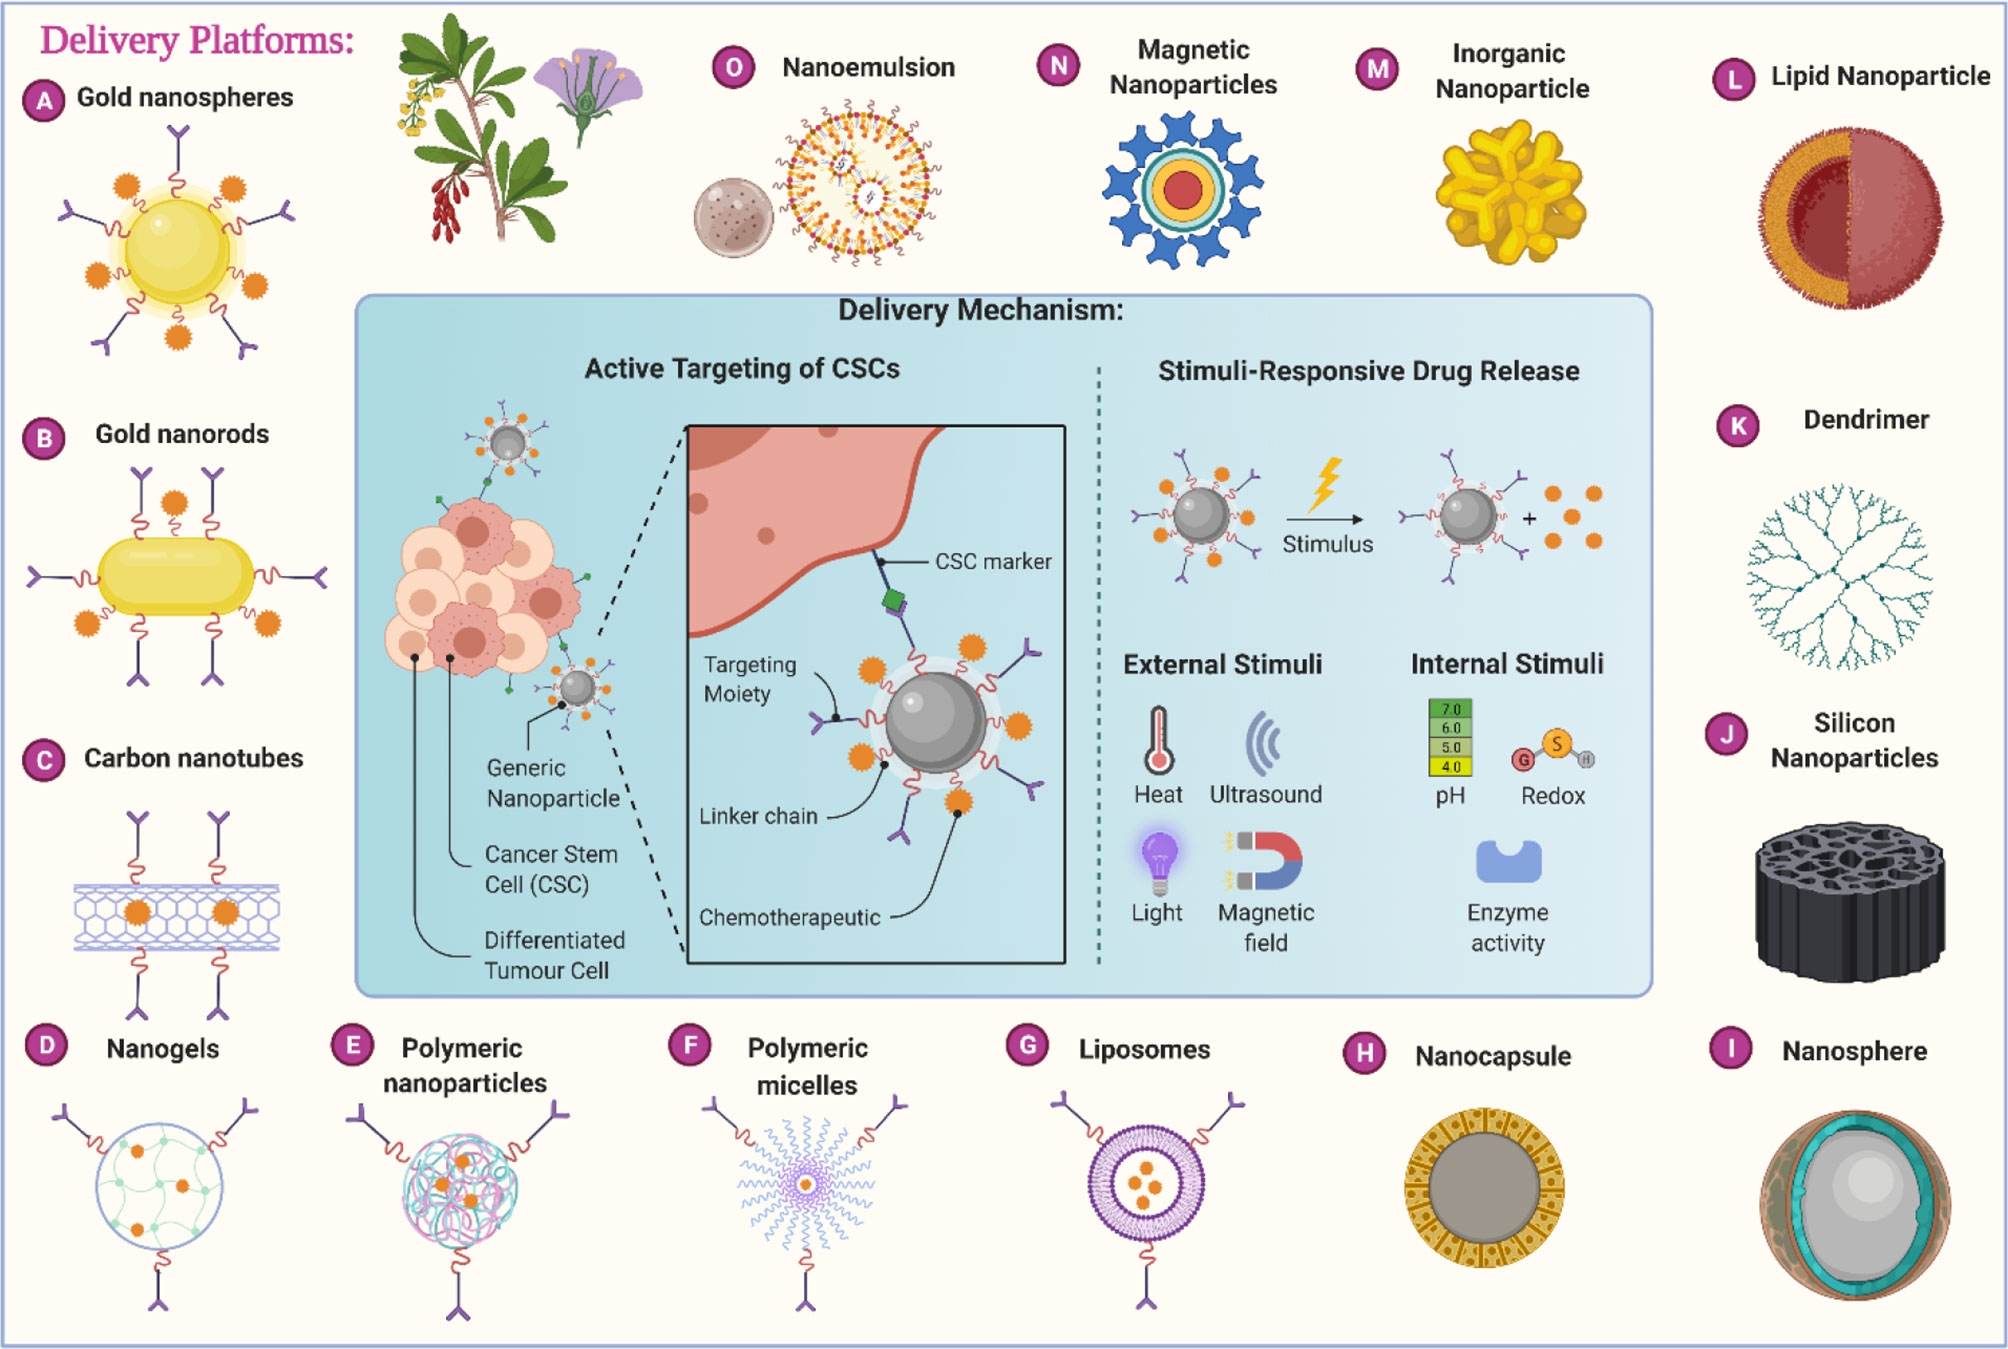 Delivery Platforms:
A
Gold nanospheres
O
Nanoemulsion
N
Magnetic
Nanoparticles
M
Inorganic
Nanoparticle
L
Lipid Nanoparticle
B
Gold nanorods
C
Carbon nanotubes
Delivery Mechanism:
Active Targeting of CSCs
CSC marker
Targeting
Moiety
Linker chain
Chemotherapeutic
Generic
Nanoparticle
Cancer Stem
Cell (CSC)
Differentiated
Tumour Cell
Stimuli-Responsive Drug Release
Stimulus
+
External Stimuli
Heat
Ultrasound
Light
Magnetic
field
Internal Stimuli
7.0
6.0
5.0
4.0
pH
G
S
H
Redox
Enzyme
activity
K
Dendrimer
J
Silicon
Nanoparticles
D
Nanogels
E
Polymeric
nanoparticles
F
Polymeric
micelles
G
Liposomes
H
Nanocapsule
I
Nanosphere